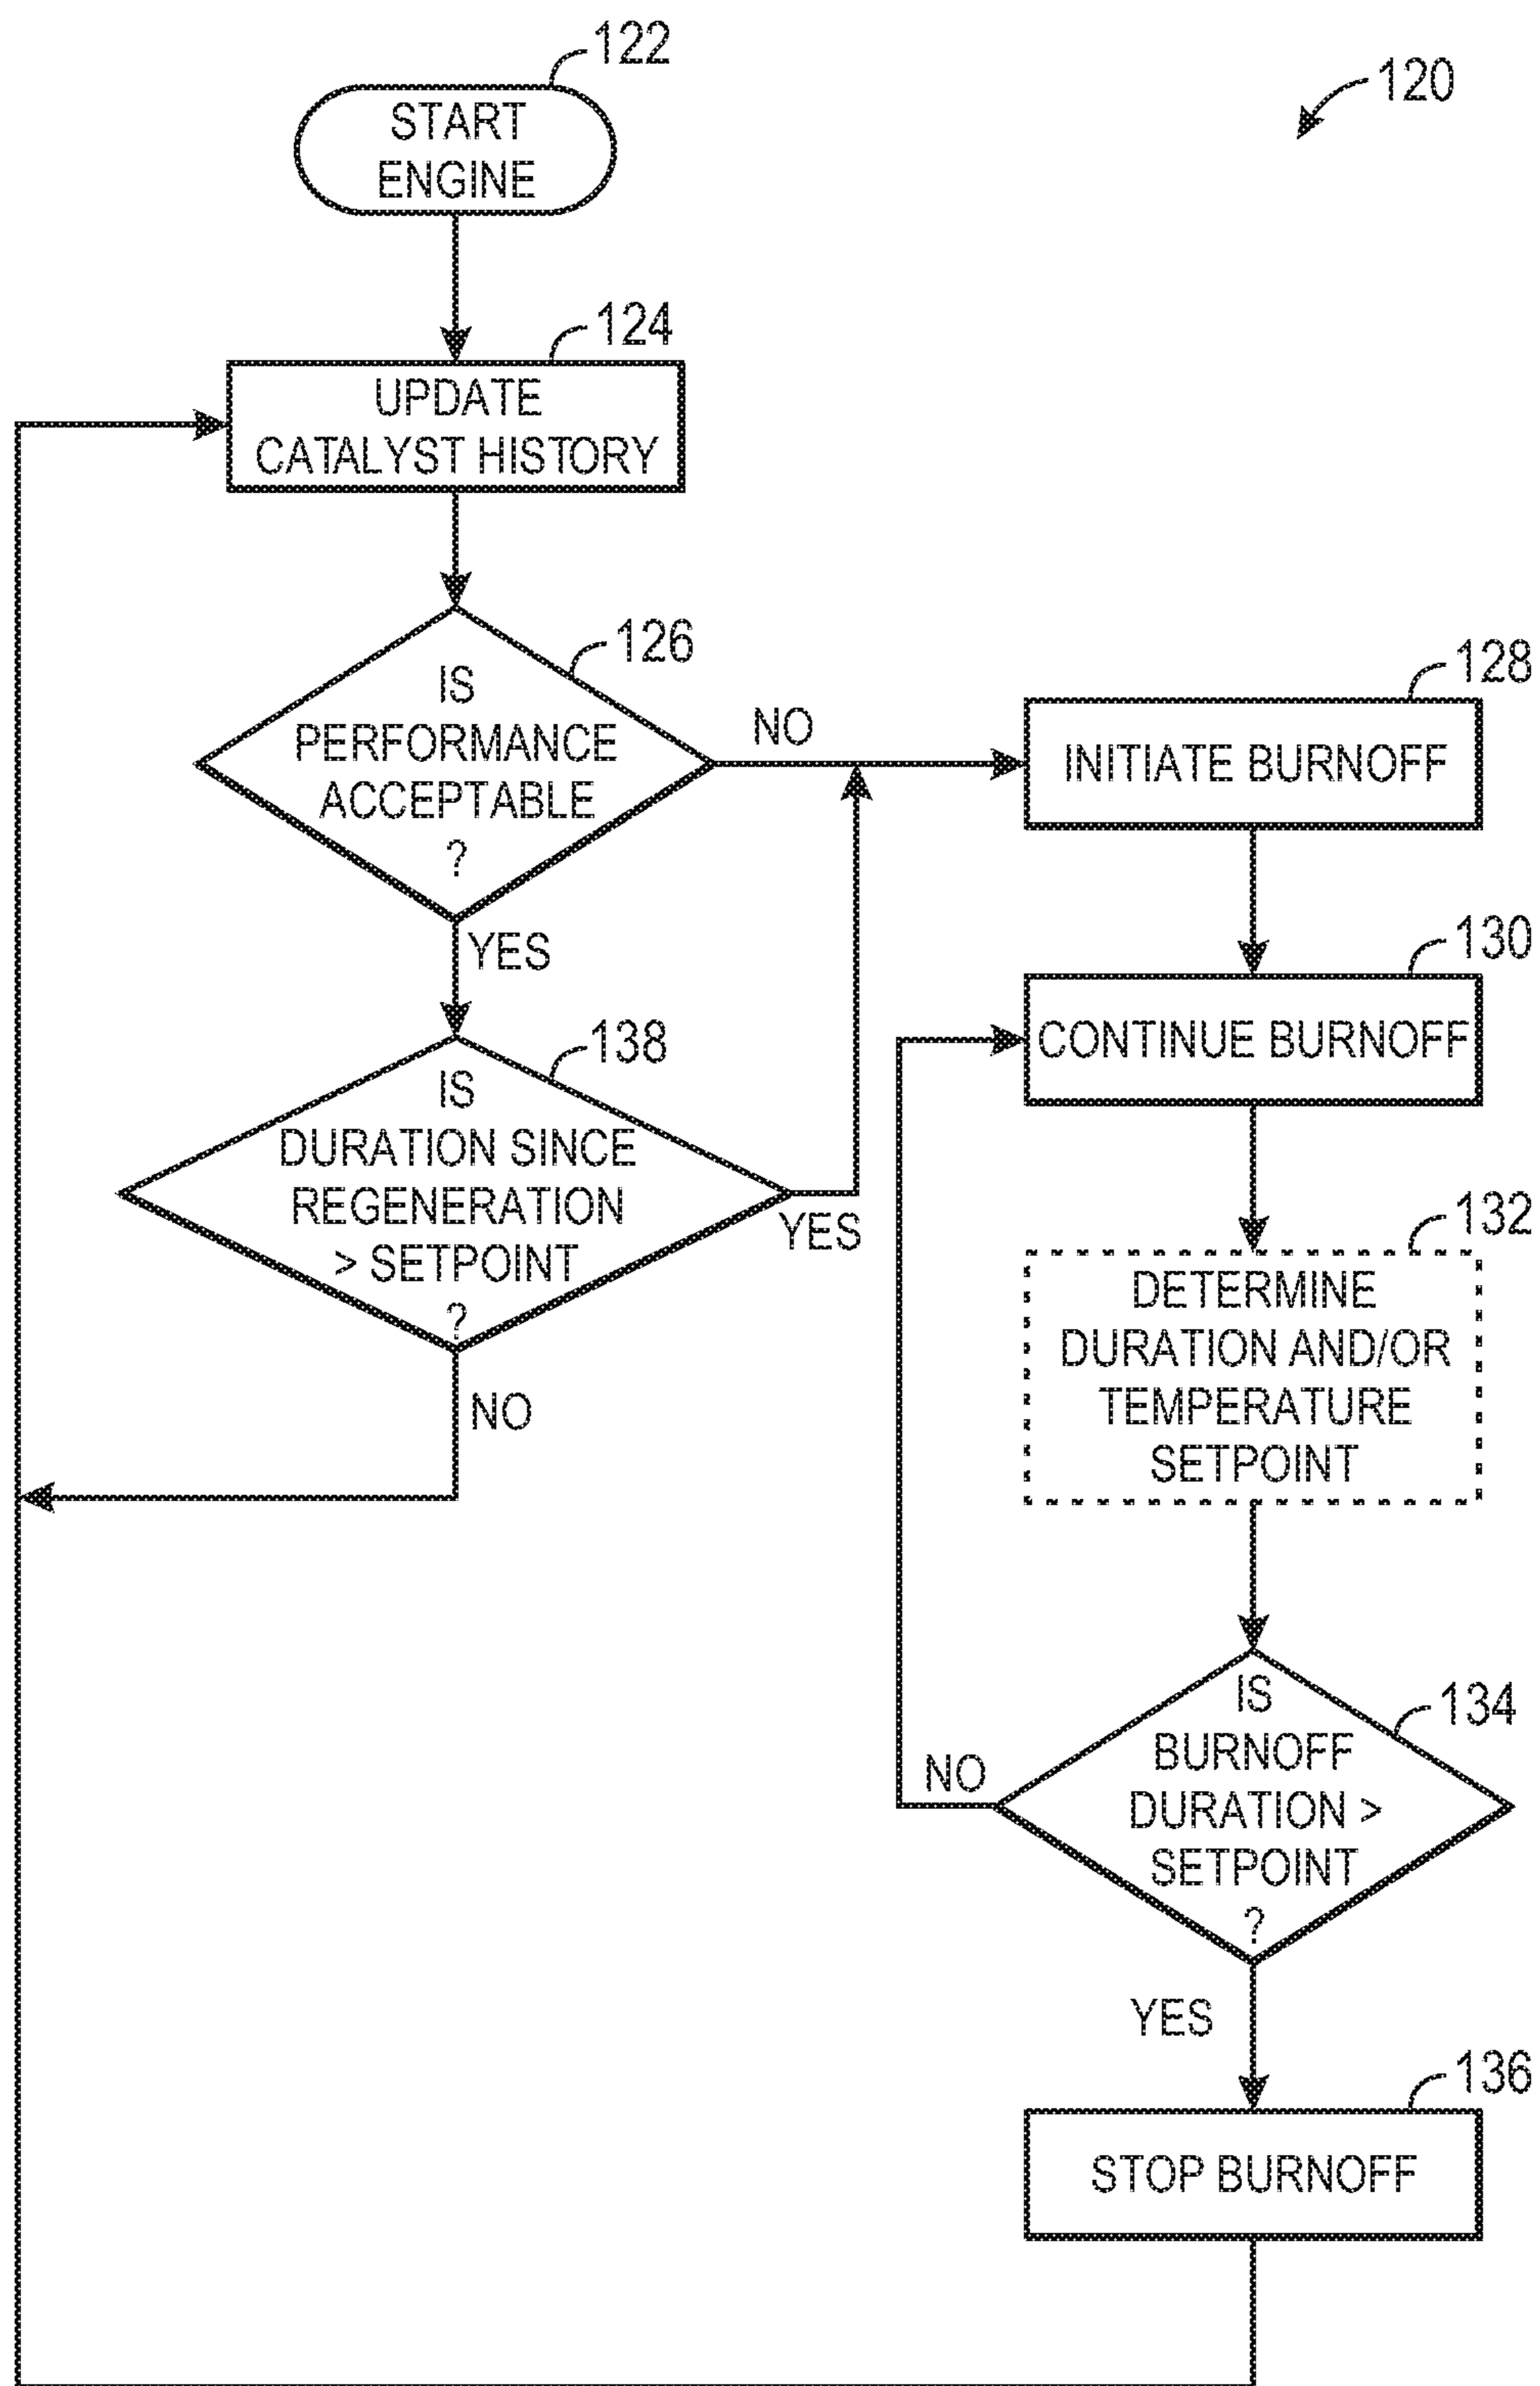 122
120
START
ENGINE
124
UPDATE
CATALYST HISTORY
126
IS
PERFORMANCE
ACCEPTABLE
?
NO
YES
128
INITIATE BURNOFF
130
CONTINUE BURNOFF
138
IS
DURATION SINCE
REGENERATION
> SETPOINT
?
YES
NO
132
DETERMINE
DURATION AND/OR
TEMPERATURE
SETPOINT
134
IS
BURNOFF
DURATION >
SETPOINT
?
NO
YES
136
STOP BURNOFF